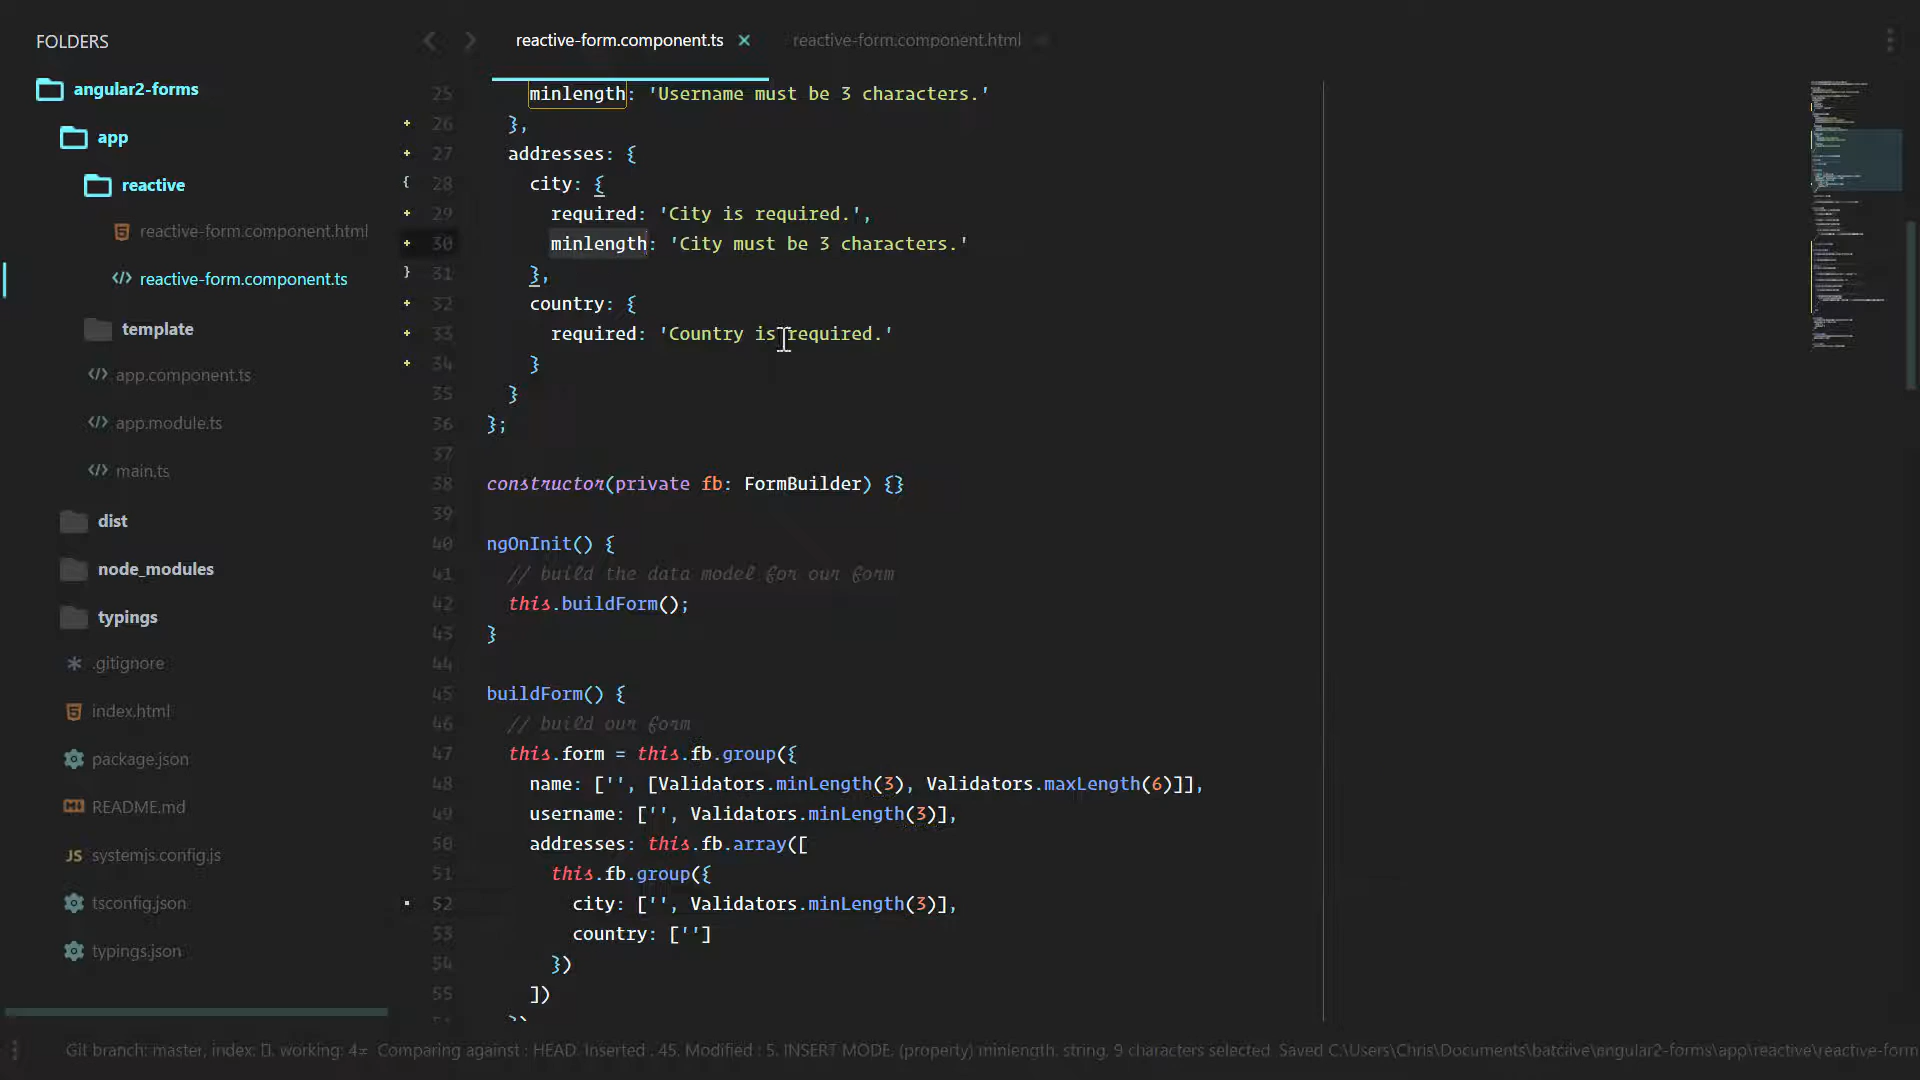 FOLDERS
angular2-forms
app
reactive
reactive-form.component.html
reactive-form.component.ts
template
app.component.ts
app.module.ts
main.ts
dist
node_modules
typings
.gitignore
index.html
package.json
README.md
JS systemjs.config.js
tsconfig.json
typings.json
reactive-form.component.ts × reactive-form.component.html
25 minlength: 'Username must be 3 characters.'
26 },
27 addresses: {
28 city: {
29 required: 'City is required.',
30 minlength: 'City must be 3 characters.'
31 },
32 country: {
33 required: 'Country is required.'
34 }
35 }
36 };
37
38 constructor(private fb: FormBuilder) {}
39
40 ngOnInit() {
41 // build the data model for our form
42 this.buildForm();
43 }
44
45 buildForm() {
46 // build our form
47 this.form = this.fb.group({
48 name: ['', [Validators.minLength(3), Validators.maxLength(6)]],
49 username: ['', Validators.minLength(3)],
50 addresses: this.fb.array([
51 this.fb.group({
52 city: ['', Validators.minLength(3)],
53 country: ['']
54 })
55 ])
Git branch: master, index: working: 4≠ Comparing against : HEAD. Inserted : 45. Modified : 5. INSERT MODE, (property) minlength: string, 9 characters selected, Saved C:\Users\Chris\Documents\batcave\angular2-forms\app\reactive\reactive-form